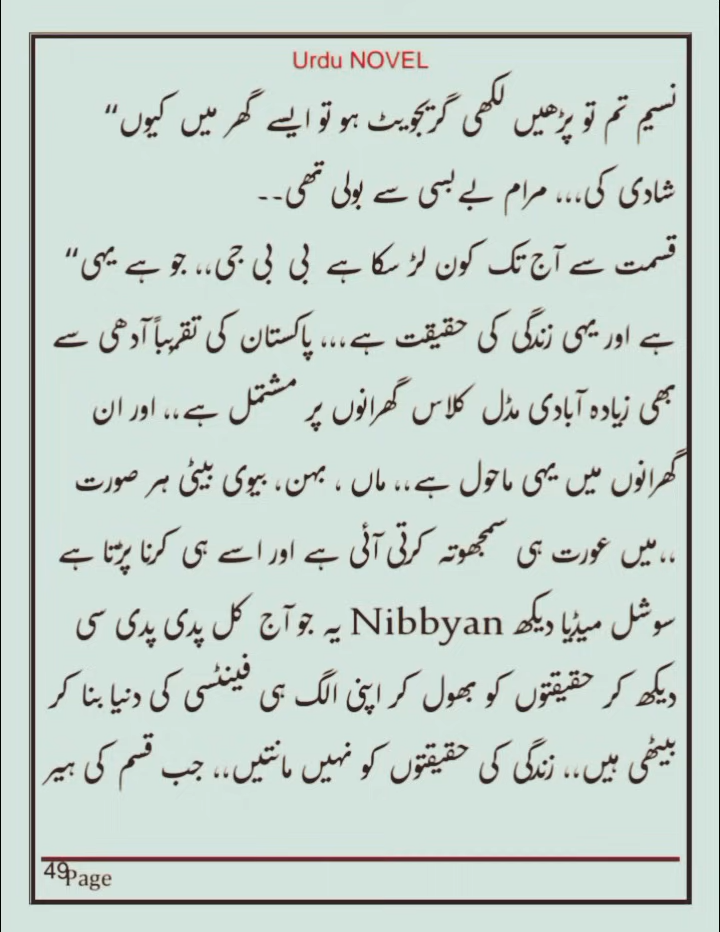 Urdu NOVEL
نسیم تم تو پڑھیں لکھی گریجویٹ ہو تو ایسے گھر میں کیوں“
شادی کی،،، مرام بے بسی سے بولی تھی--
قسمت سے آج تک کون لڑ سکا ہے بی بی جی،، جو ہے یہی“
ہے اور یہی زندگی کی حقیقت ہے،،، پاکستان کی تقریباً آدھی سے
بھی زیادہ آبادی مڈل کلاس گھرانوں پر مشتمل ہے،، اور ان
گھرانوں میں یہی ماحول ہے،، ماں ، بہن، بیوی بیٹی ہر صورت
،،میں عورت ہی سمجھوتہ کرتی آئی ہے اور اسے ہی کرنا پڑتا ہے
سوشل میڈیا دیکھ Nibbyan یہ جو آج کل پدی پدی سی
دیکھ کر حقیقتوں کو بھول کر اپنی الگ ہی فینٹسی کی دنیا بنا کر
بیٹھی ہیں،، زندگی کی حقیقتوں کو نہیں مانتیں،، جب قسم کی ہیر
49Page